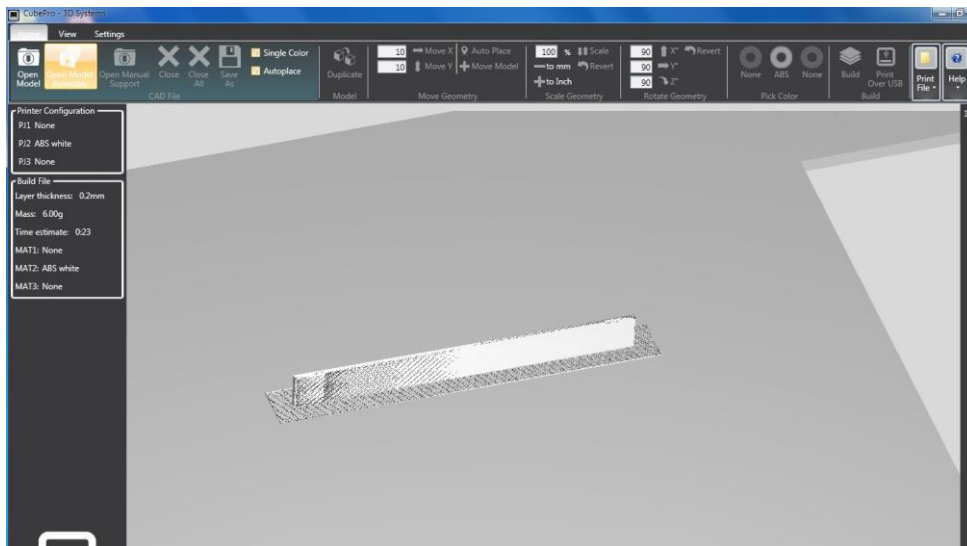 CubePro - 3D Systems
Home View Settings
Open Model
Open Model Assembly
Open Manual Support
Close
Close All
Save As
Single Color
Autoplace
CAD File
Duplicate
Model
10 Move X Auto Place
10 Move Y Move Model
Move Geometry
100 % Scale
to mm Revert
to Inch
Scale Geometry
90 X° Revert
90 Y°
90 Z°
Rotate Geometry
None ABS None
Pick Color
Build
Print Over USB
Build
Print File
Help
Printer Configuration
PJ1 None
PJ2 ABS white
PJ3 None
Build File
Layer thickness: 0.2mm
Mass: 6.00g
Time estimate: 0:23
MAT1: None
MAT2: ABS white
MAT3: None